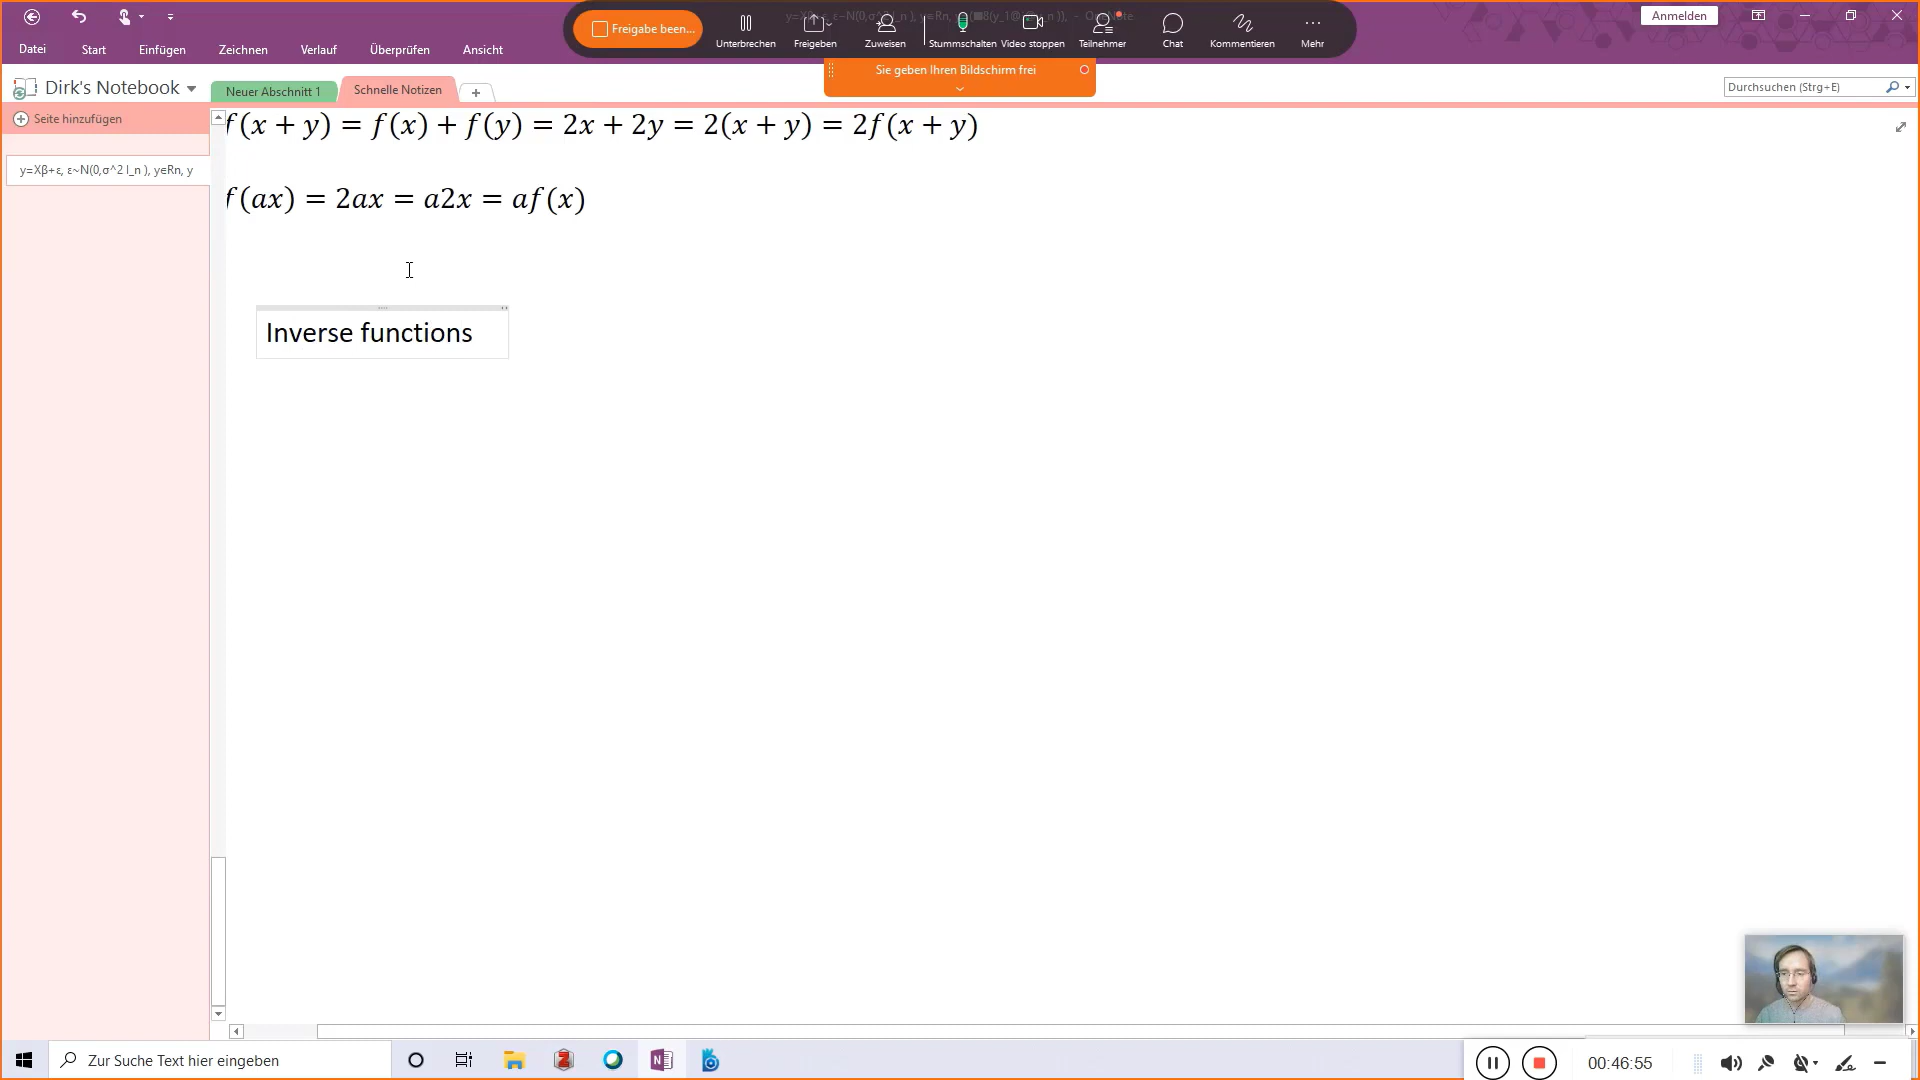 Anmelden
Datei Start Einfügen Zeichnen Verlauf Überprüfen Ansicht
Freigabe been... Unterbrechen Freigeben Zuweisen Stummschalten Video stoppen Teilnehmer Chat Kommentieren Mehr
Sie geben Ihren Bildschirm frei
Dirk's Notebook Neuer Abschnitt 1 Schnelle Notizen +
Durchsuchen (Strg+E)
Seite hinzufügen
y=Xβ+ε, ε~N(0,σ^2 I_n ), y∈Rn, y
f(x + y) = f(x) + f(y) = 2x + 2y = 2(x + y) = 2f(x + y)
f(ax) = 2ax = a2x = af(x)
Inverse functions
Zur Suche Text hier eingeben
00:46:55